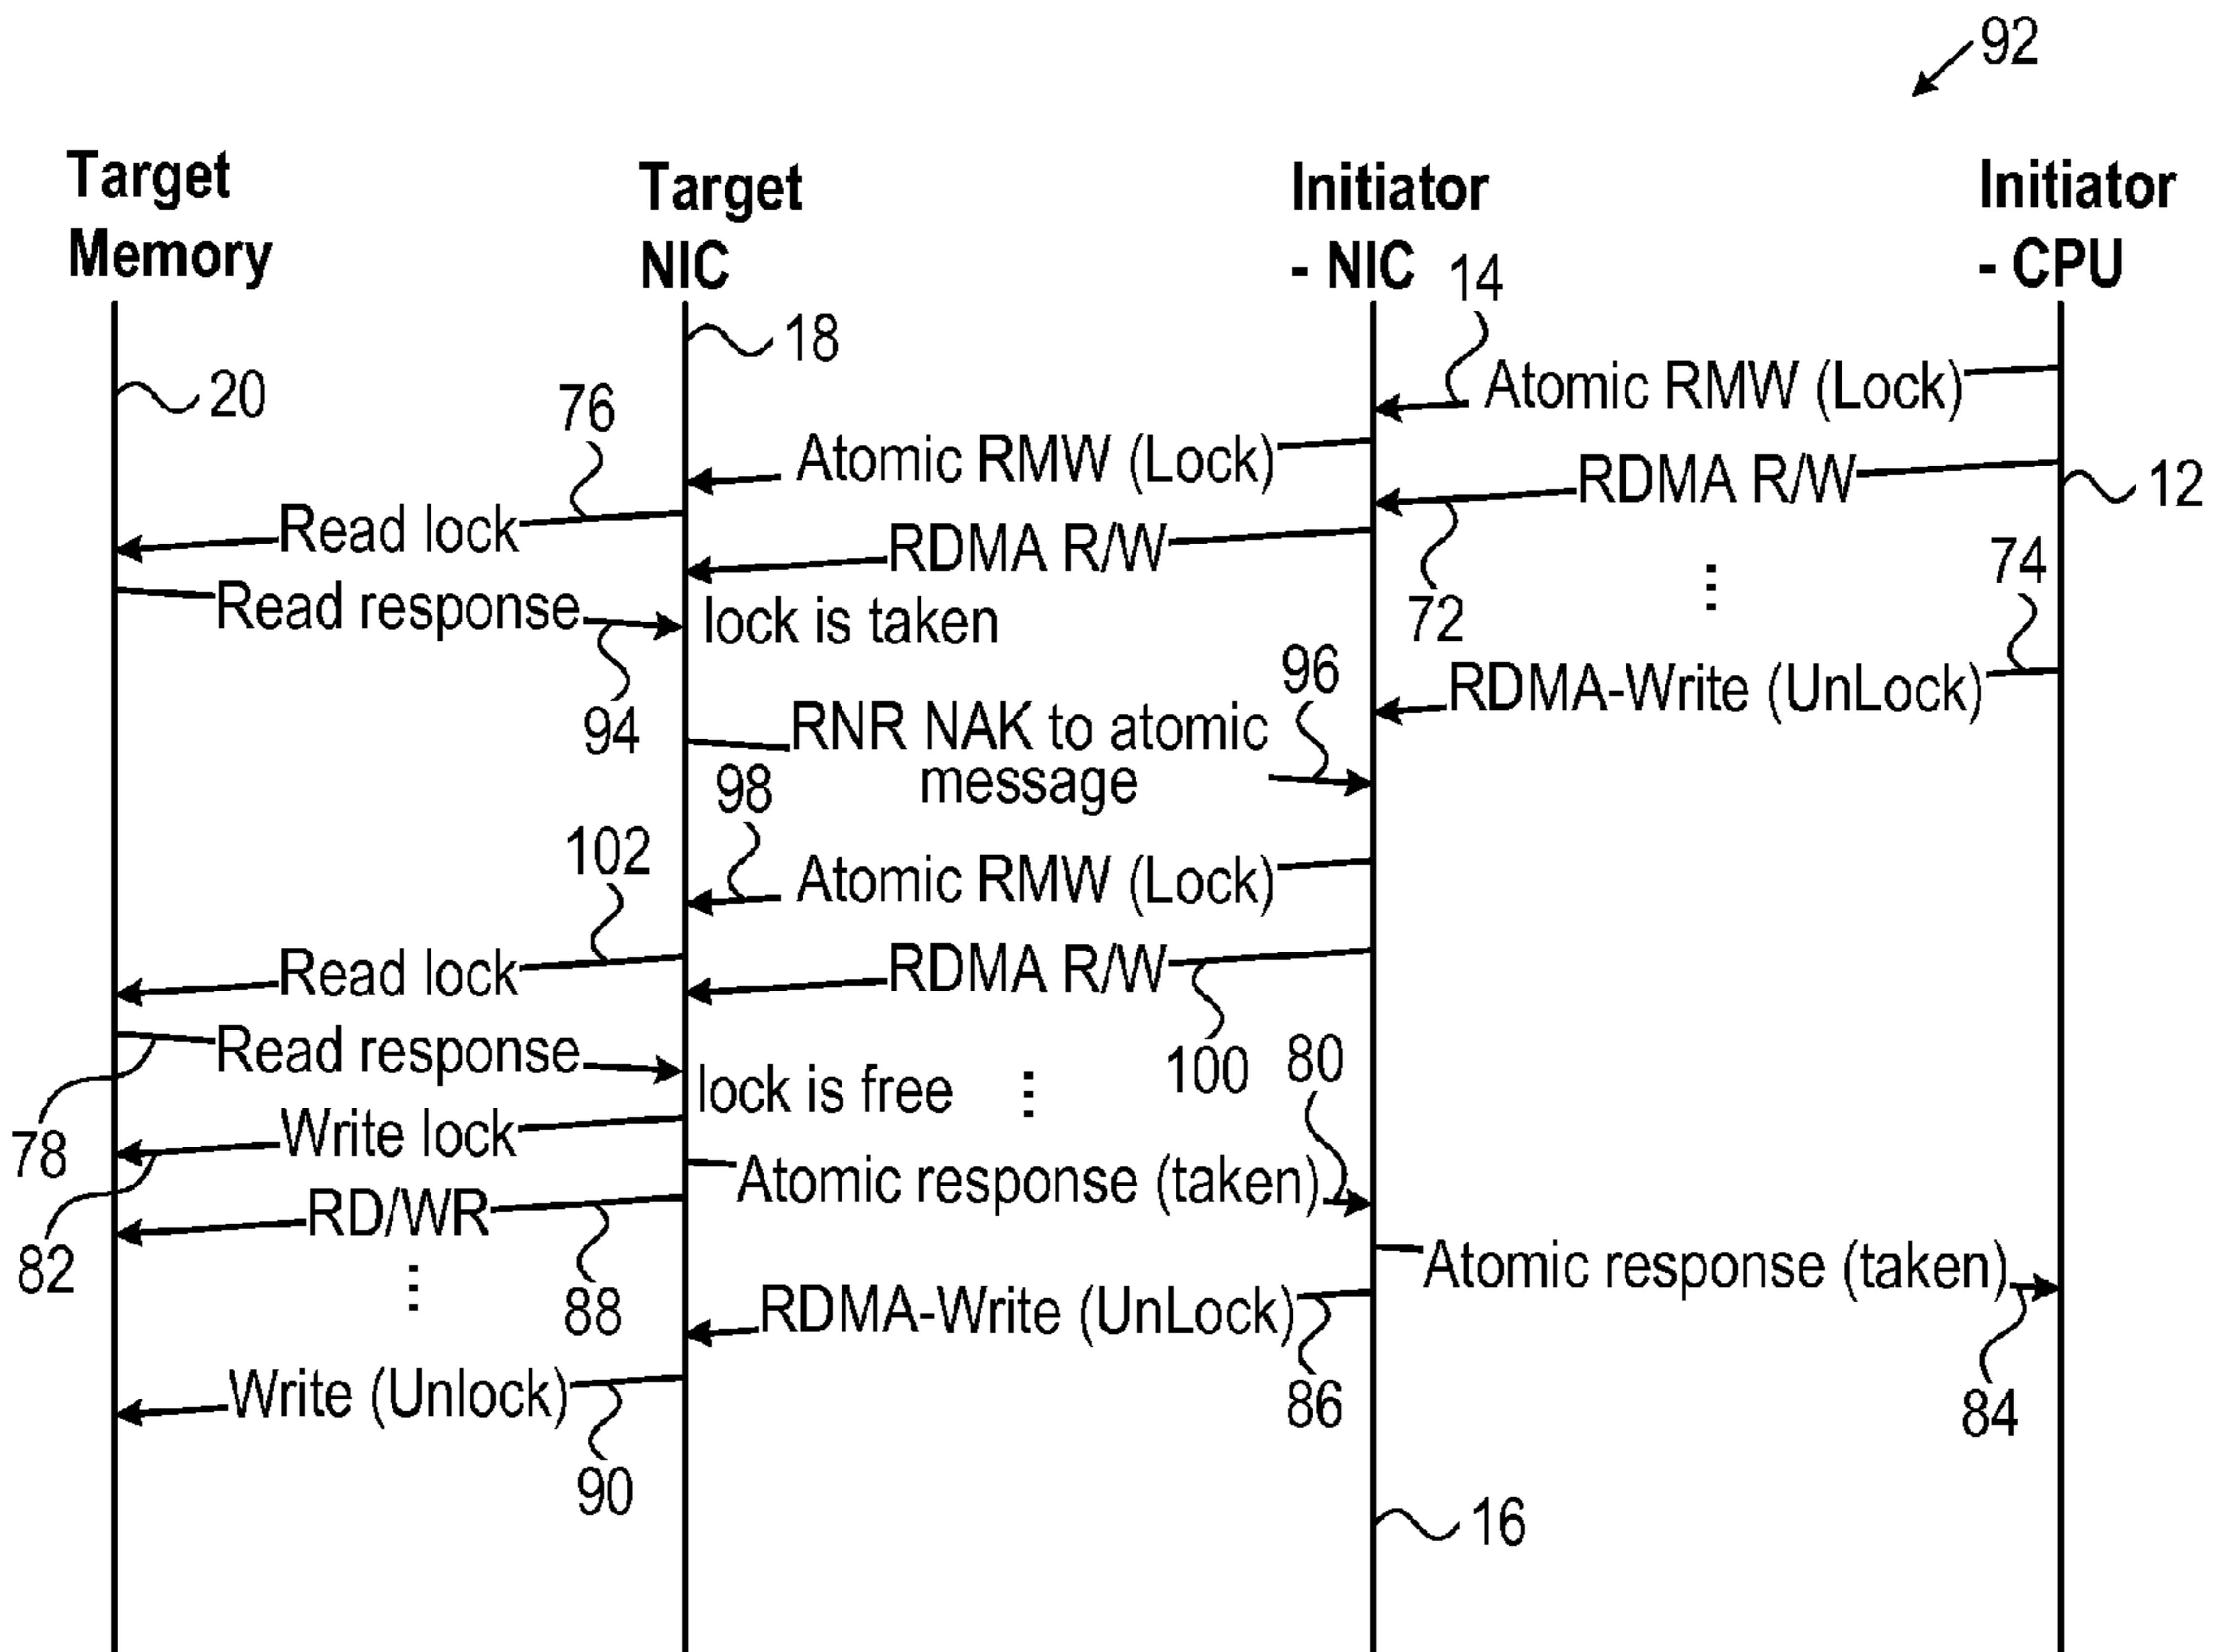 92
Target
Memory
Target
NIC
Initiator
- NIC
Initiator
- CPU
14
18
20
76
Atomic RMW (Lock)
Atomic RMW (Lock)
RDMA R/W
12
Read lock
RDMA R/W
74
72
⋮
Read response
lock is taken
96
RDMA-Write (UnLock)
94
RNR NAK to atomic
message
98
102
Atomic RMW (Lock)
Read lock
RDMA R/W
Read response
100
80
lock is free
⋮
78
Write lock
Atomic response (taken)
RD/WR
82
⋮
88
Atomic response (taken)
RDMA-Write (UnLock)
Write (Unlock)
86
84
90
16